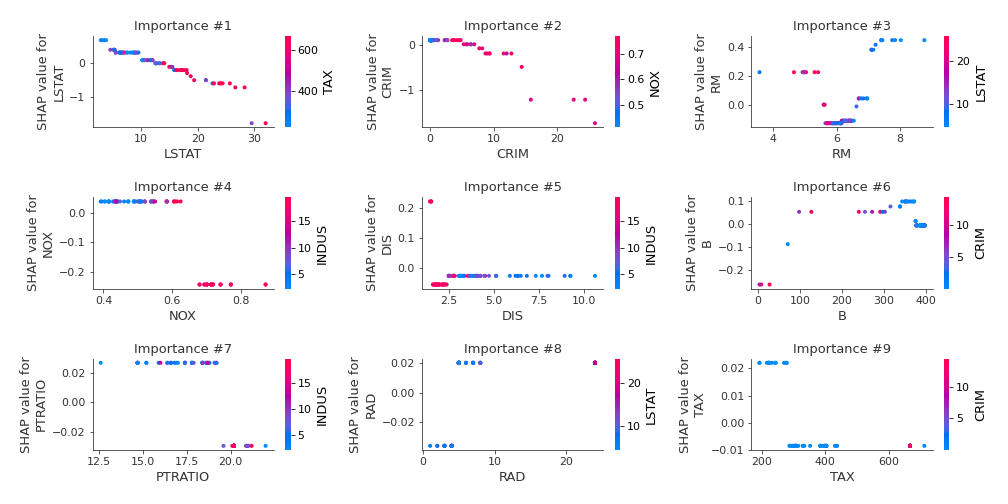 Importance #1
SHAP value for
LSTAT
0
−1
10
20
30
LSTAT
600
400
TAX
Importance #2
SHAP value for
CRIM
0
−1
0
10
20
CRIM
0.7
0.6
0.5
NOX
Importance #3
SHAP value for
RM
0.4
0.2
0.0
4
6
8
RM
20
10
LSTAT
Importance #4
SHAP value for
NOX
0.0
−0.1
−0.2
0.4
0.6
0.8
NOX
15
10
5
INDUS
Importance #5
SHAP value for
DIS
0.2
0.1
0.0
2.5
5.0
7.5
10.0
DIS
15
10
5
INDUS
Importance #6
SHAP value for
B
0.1
0.0
−0.1
−0.2
0
100
200
300
400
B
10
5
CRIM
Importance #7
SHAP value for
PTRATIO
0.02
0.00
−0.02
12.5
15.0
17.5
20.0
PTRATIO
15
10
5
INDUS
Importance #8
SHAP value for
RAD
0.02
0.00
−0.02
0
10
20
RAD
20
10
LSTAT
Importance #9
SHAP value for
TAX
0.02
0.01
0.00
−0.01
200
400
600
TAX
10
5
CRIM